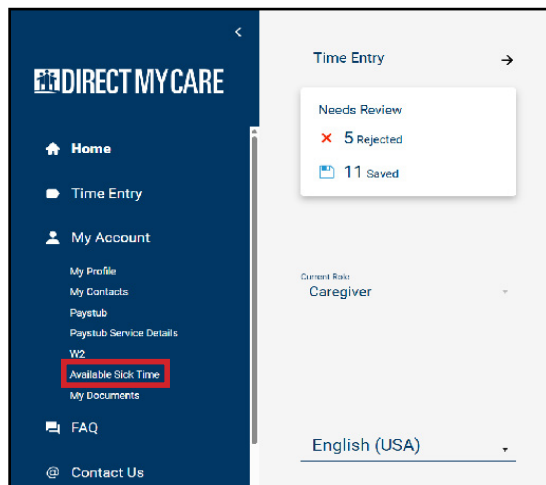 DIRECT MY CARE
Home
Time Entry
My Account
My Profile
My Contacts
Paystub
Paystub Service Details
W2
Available Sick Time
My Documents
FAQ
@ Contact Us
Time Entry
Needs Review
5 Rejected
11 Saved
Current Role
Caregiver
English (USA)